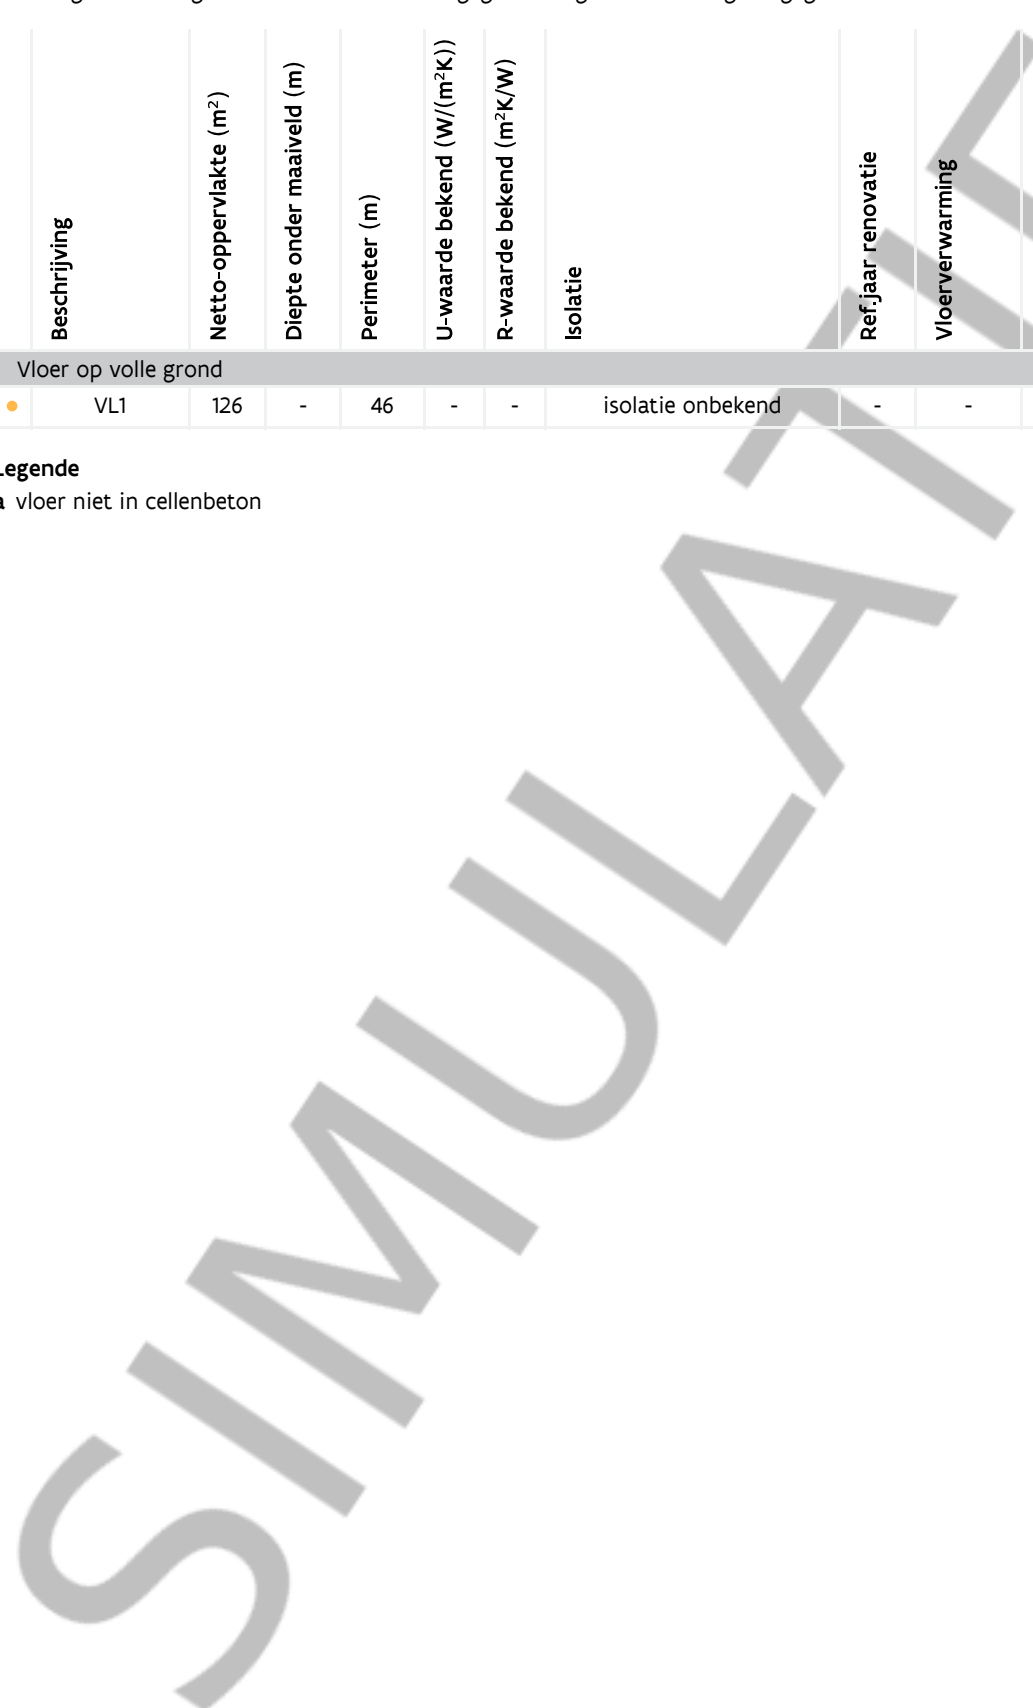 Beschrijving
Netto-oppervlakte (m²)
Diepte onder maaiveld (m)
Perimeter (m)
U-waarde bekend (W/(m²K))
R-waarde bekend (m²K/W)
Isolatie
Ref.jaar renovatie
Vloerverwarming
Vloer op volle grond
VL1 126 - 46 - - isolatie onbekend - -
Legende
a vloer niet in cellenbeton
SIMULATIE